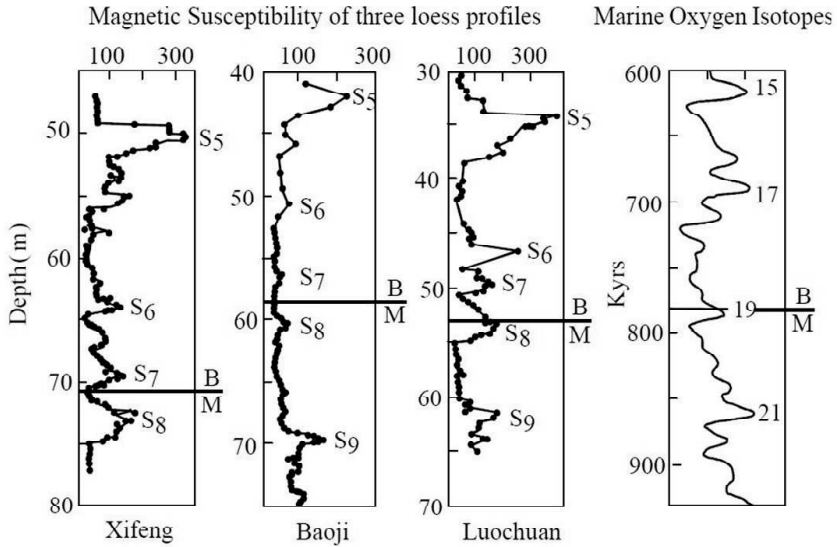 Magnetic Susceptibility of three loess profiles Marine Oxygen Isotopes
100 300 100 300 100 300
40 30 600
S5 S5 S5 15
50
40
50 17
S6 700
60 S6
S6 S7 S7
50
B B
Depth(m) M M Kyrs 19 B
60 S8 S8 M
800
S7
70 B
M 60
S8 S9 21
70 S9
900
80 70
Xifeng Baoji Luochuan